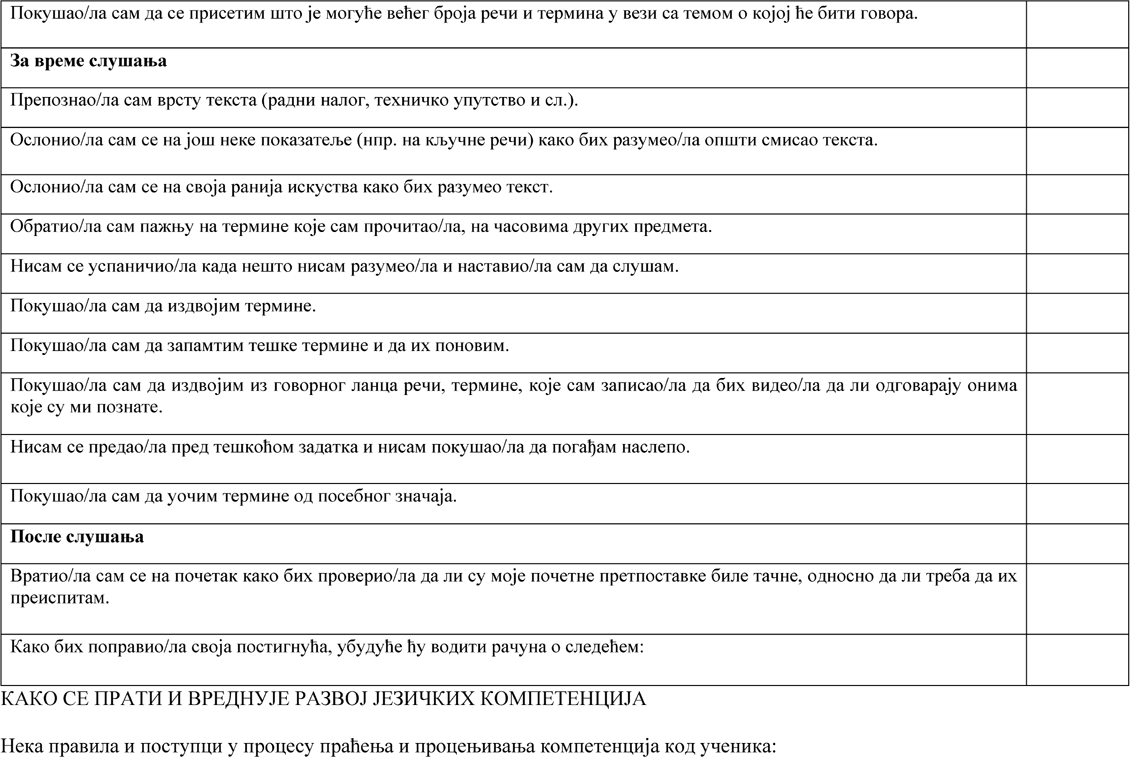 Покушао/ла сам да се присетим што је могуће већег броја речи и термина у вези са темом о којој ће бити говора.
За време слушања
Препознао/ла сам врсту текста (радни налог, техничко упутство и сл.).
Ослонио/ла сам се на још неке показатеље (нпр. на кључне речи) како бих разумео/ла општи смисао текста.
Ослонио/ла сам се на своја ранија искуства како бих разумео текст.
Обратио/ла сам пажњу на термине које сам прочитао/ла, на часовима других предмета.
Нисам се успаничио/ла када нешто нисам разумео/ла и наставио/ла сам да слушам.
Покушао/ла сам да издвојим термине.
Покушао/ла сам да запамтим тешке термине и да их поновим.
Покушао/ла сам да издвојим из говорног ланца речи, термине, које сам записао/ла да бих видео/ла да ли одговарају онима
које су ми познате.
Нисам се предао/ла пред тешкоћом задатка и нисам покушао/ла да погађам наслепо.
Покушао/ла сам да уочим термине од посебног значаја.
После слушања
Вратио/ла сам се на почетак како бих проверио/ла да ли су моје почетне претпоставке биле тачне, односно да ли треба да их
преиспитам.
Како бих поправио/ла своја постигнућа, убудуће ћу водити рачуна о следећем:
КАКО СЕ ПРАТИ И ВРЕДНУЈЕ РАЗВОЈ ЈЕЗИЧКИХ КОМПЕТЕНЦИЈА
Нека правила и поступци у процесу праћења и процењивања компетенција код ученика: